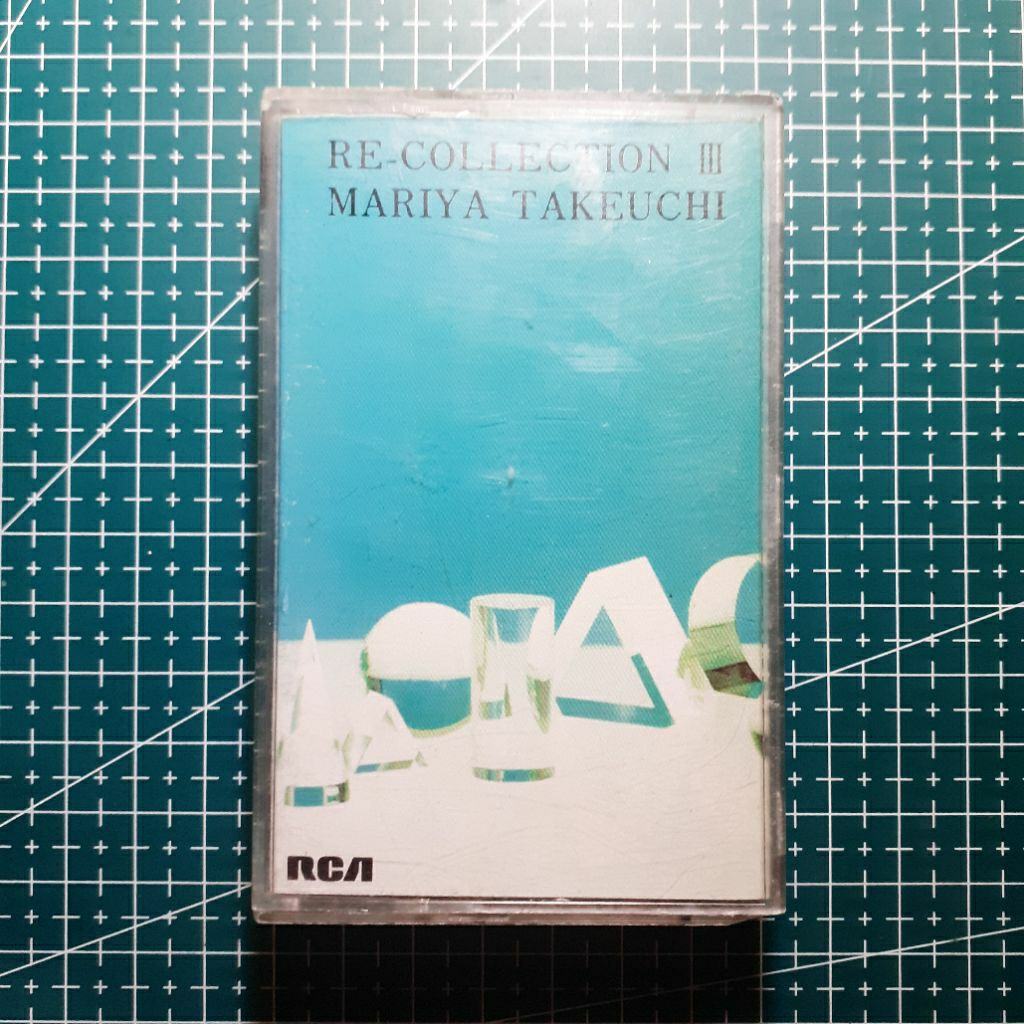 RE-COLLECTION Ⅲ
MARIYA TAKEUCHI
RCA